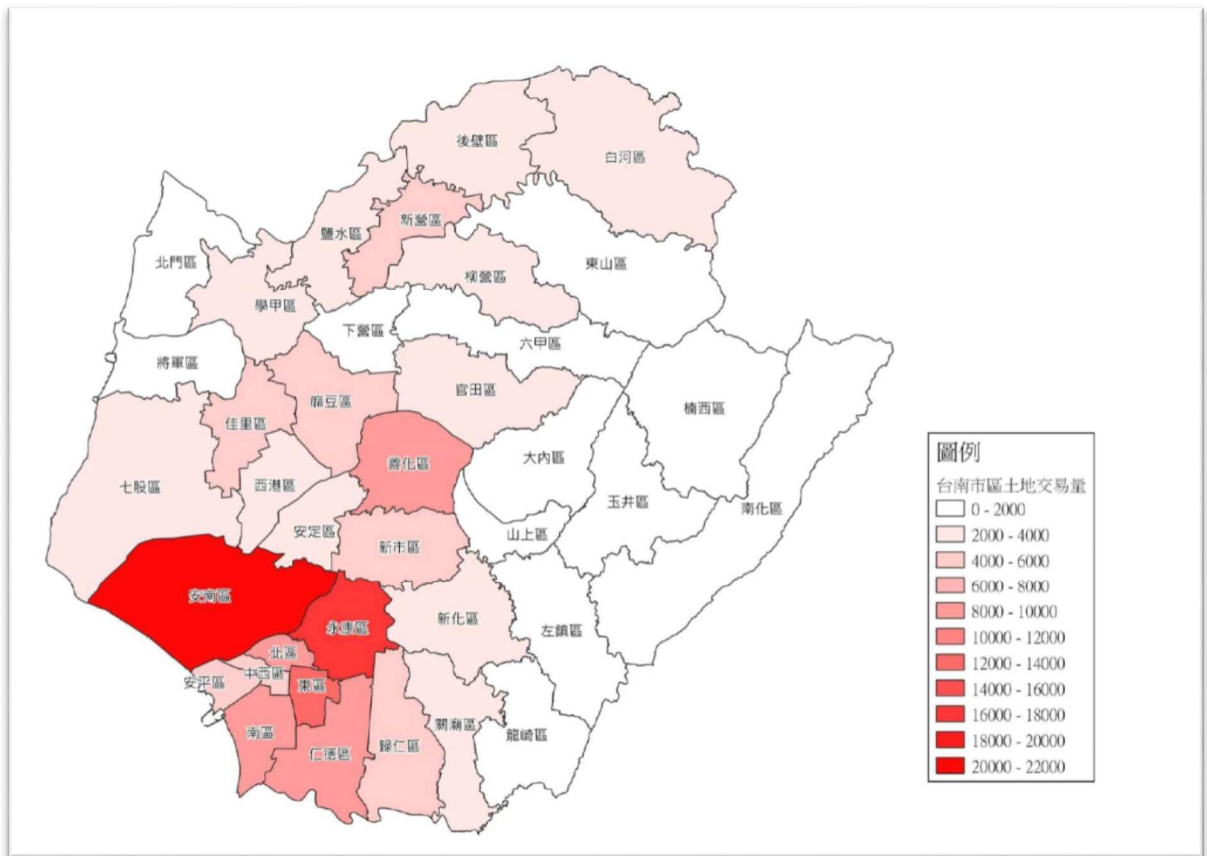 後壁區
白河區
新營區
鹽水區
北門區
東山區
柳營區
學甲區
下營區
六甲區
將軍區
官田區
麻豆區
楠西區
佳里區
大內區
善化區
七股區
西港區
玉井區
南化區
安定區
山上區
新市區
安南區
新化區
永康區
左鎮區
北區
中西區
安平區
東區
關廟區
南區
龍崎區
歸仁區
仁德區
圖例
台南市區土地交易量
0 - 2000
2000 - 4000
4000 - 6000
6000 - 8000
8000 - 10000
10000 - 12000
12000 - 14000
14000 - 16000
16000 - 18000
18000 - 20000
20000 - 22000